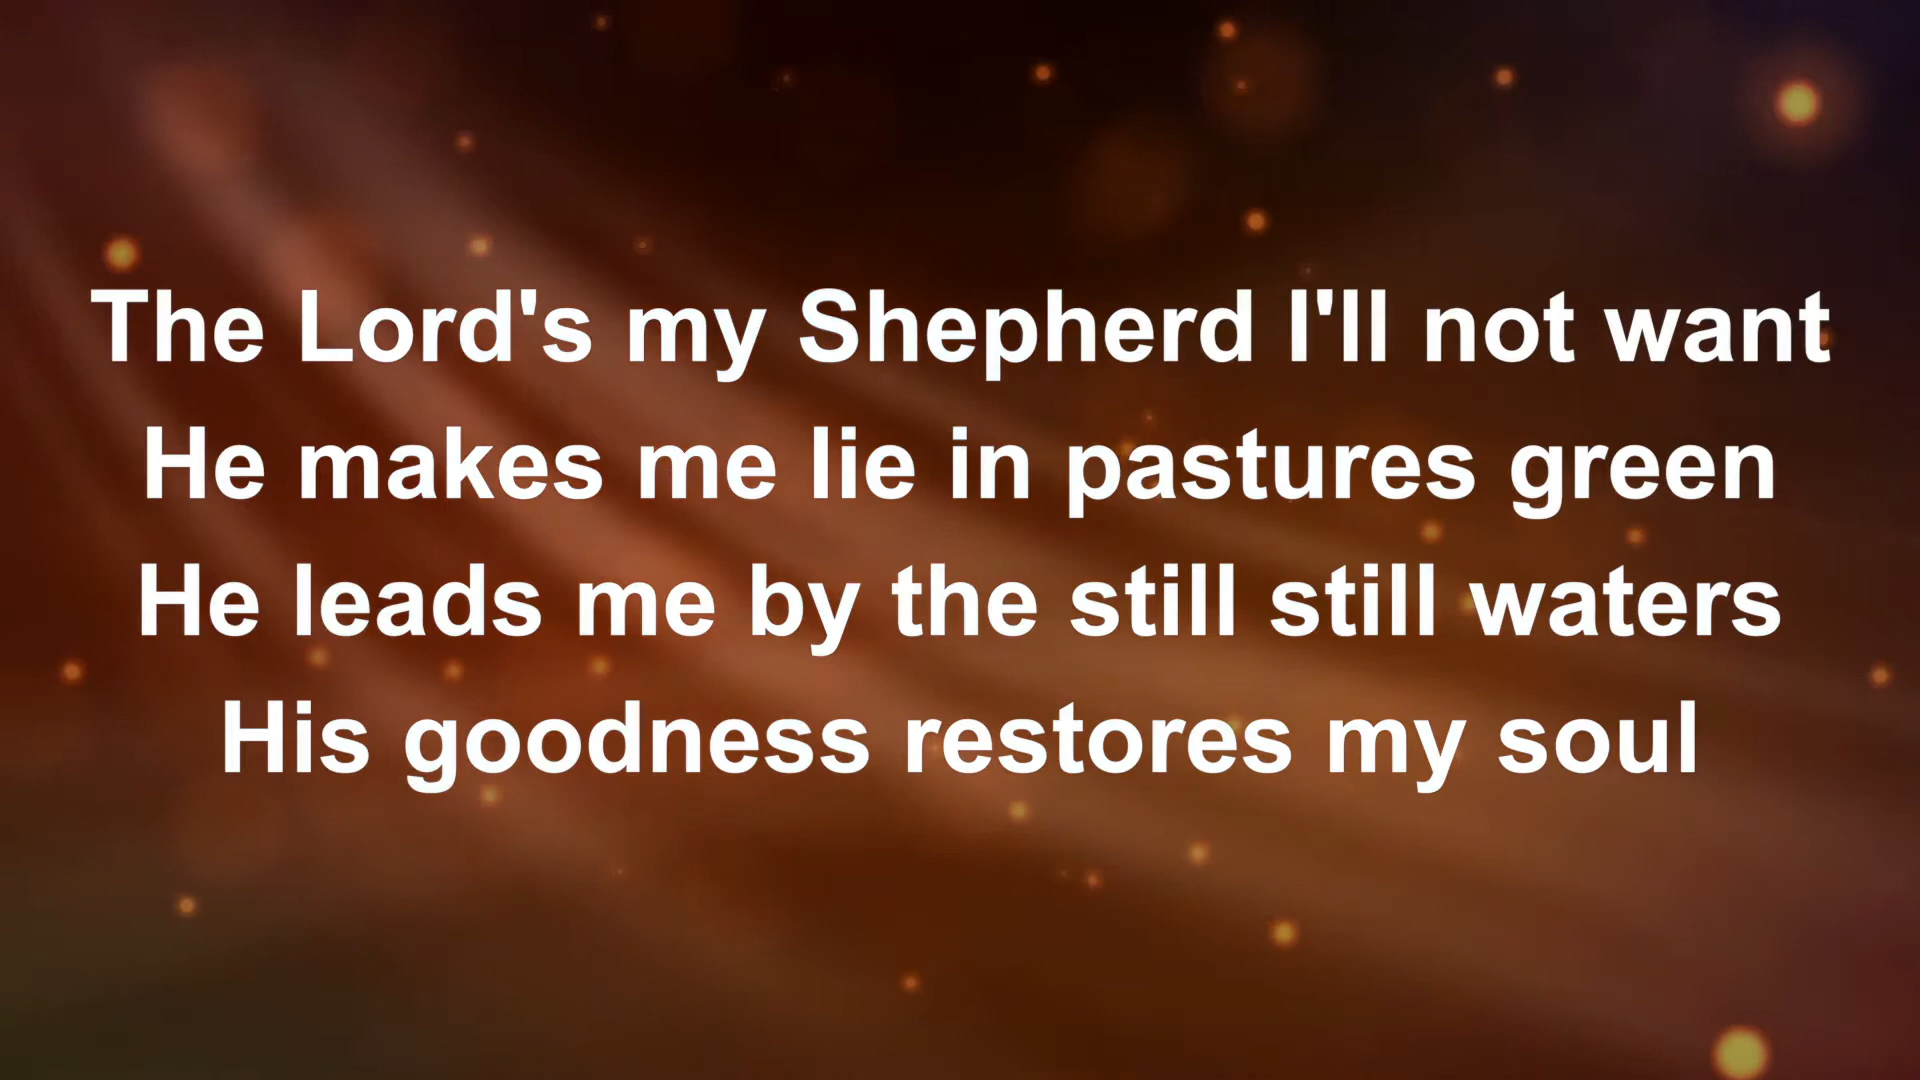 The Lord's my Shepherd I'll not want
He makes me lie in pastures green
He leads me by the still still waters
His goodness restores my soul